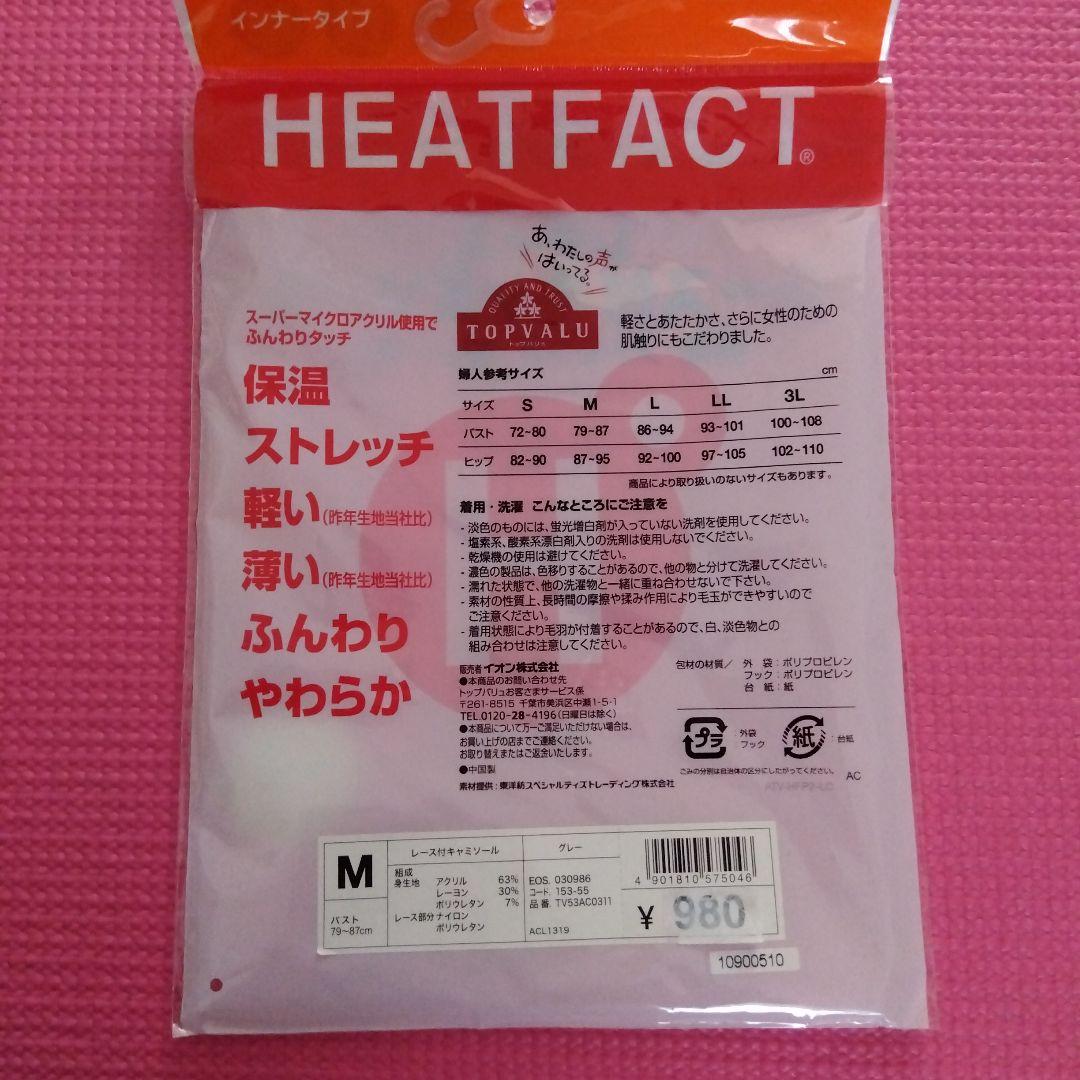 インナータイプ
HEATFACT®
あ、わたしの声が
はいってる。
QUALITY AND TRUST
TOPVALU
トップバリュ
軽さとあたたかさ、さらに女性のための
肌触りにもこだわりました。
スーパーマイクロアクリル使用で
ふんわりタッチ
保温
ストレッチ
軽い(昨年生地当社比)
薄い(昨年生地当社比)
ふんわり
やわらか
婦人参考サイズ cm
サイズ S M L LL 3L
バスト 72~80 79~87 86~94 93~101 100~108
ヒップ 82~90 87~95 92~100 97~105 102~110
商品により取り扱いのないサイズもあります。
着用・洗濯 こんなところにご注意を
- 淡色のものには、蛍光増白剤が入っていない洗剤を使用してください。
- 塩素系、酸素系漂白剤入りの洗剤は使用しないでください。
- 乾燥機の使用は避けてください。
- 濃色の製品は、色移りすることがあるので、他の物と分けて洗濯してください。
- 濡れた状態で、他の洗濯物と一緒に重ね合わせないで下さい。
- 素材の性質上、長時間の摩擦や揉み作用により毛玉ができやすいので
ご注意ください。
- 着用状態により毛羽が付着することがあるので、白、淡色物との
組み合わせは注意してください。
販売者 イオン株式会社
●本商品のお問い合わせ先
トップバリュお客さまサービス係
〒261-8515 千葉市美浜区中瀬1-5-1
TEL.0120-28-4196(日曜日は除く)
●本商品について万一ご満足いただけない場合は、
お買い上げの店までご連絡ください。
お取り替えまたはご返金いたします。
●中国製
素材提供：東洋紡スペシャルティズトレーディング株式会社
包材の材質／ 外 袋：ポリプロピレン
フック：ポリプロピレン
台 紙：紙
プラ ：外袋
：フック
紙 ：台紙
ごみの分別は自治体の区分にしたがってください。
AC
M
バスト
79~87cm
レース付キャミソール
組成
身生地 アクリル 63%
レーヨン 30%
ポリウレタン 7%
レース部分 ナイロン
ポリウレタン
グレー
EOS. 030986
コード. 153-55
品番 TV53AC0311
ACL1319
4 901810 575046
¥ 980
10900510